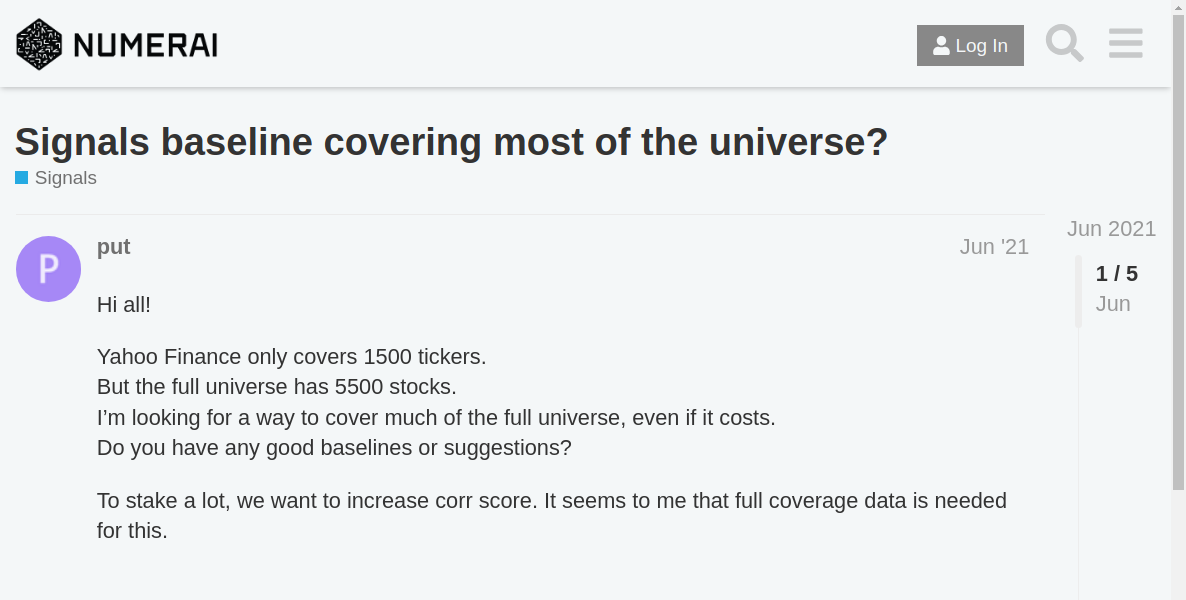 NUMERAI
Log In
Signals baseline covering most of the universe?
Signals
P
put
Jun '21
Hi all!
Yahoo Finance only covers 1500 tickers.
But the full universe has 5500 stocks.
I’m looking for a way to cover much of the full universe, even if it costs.
Do you have any good baselines or suggestions?
To stake a lot, we want to increase corr score. It seems to me that full coverage data is needed
for this.
Jun 2021
1 / 5
Jun